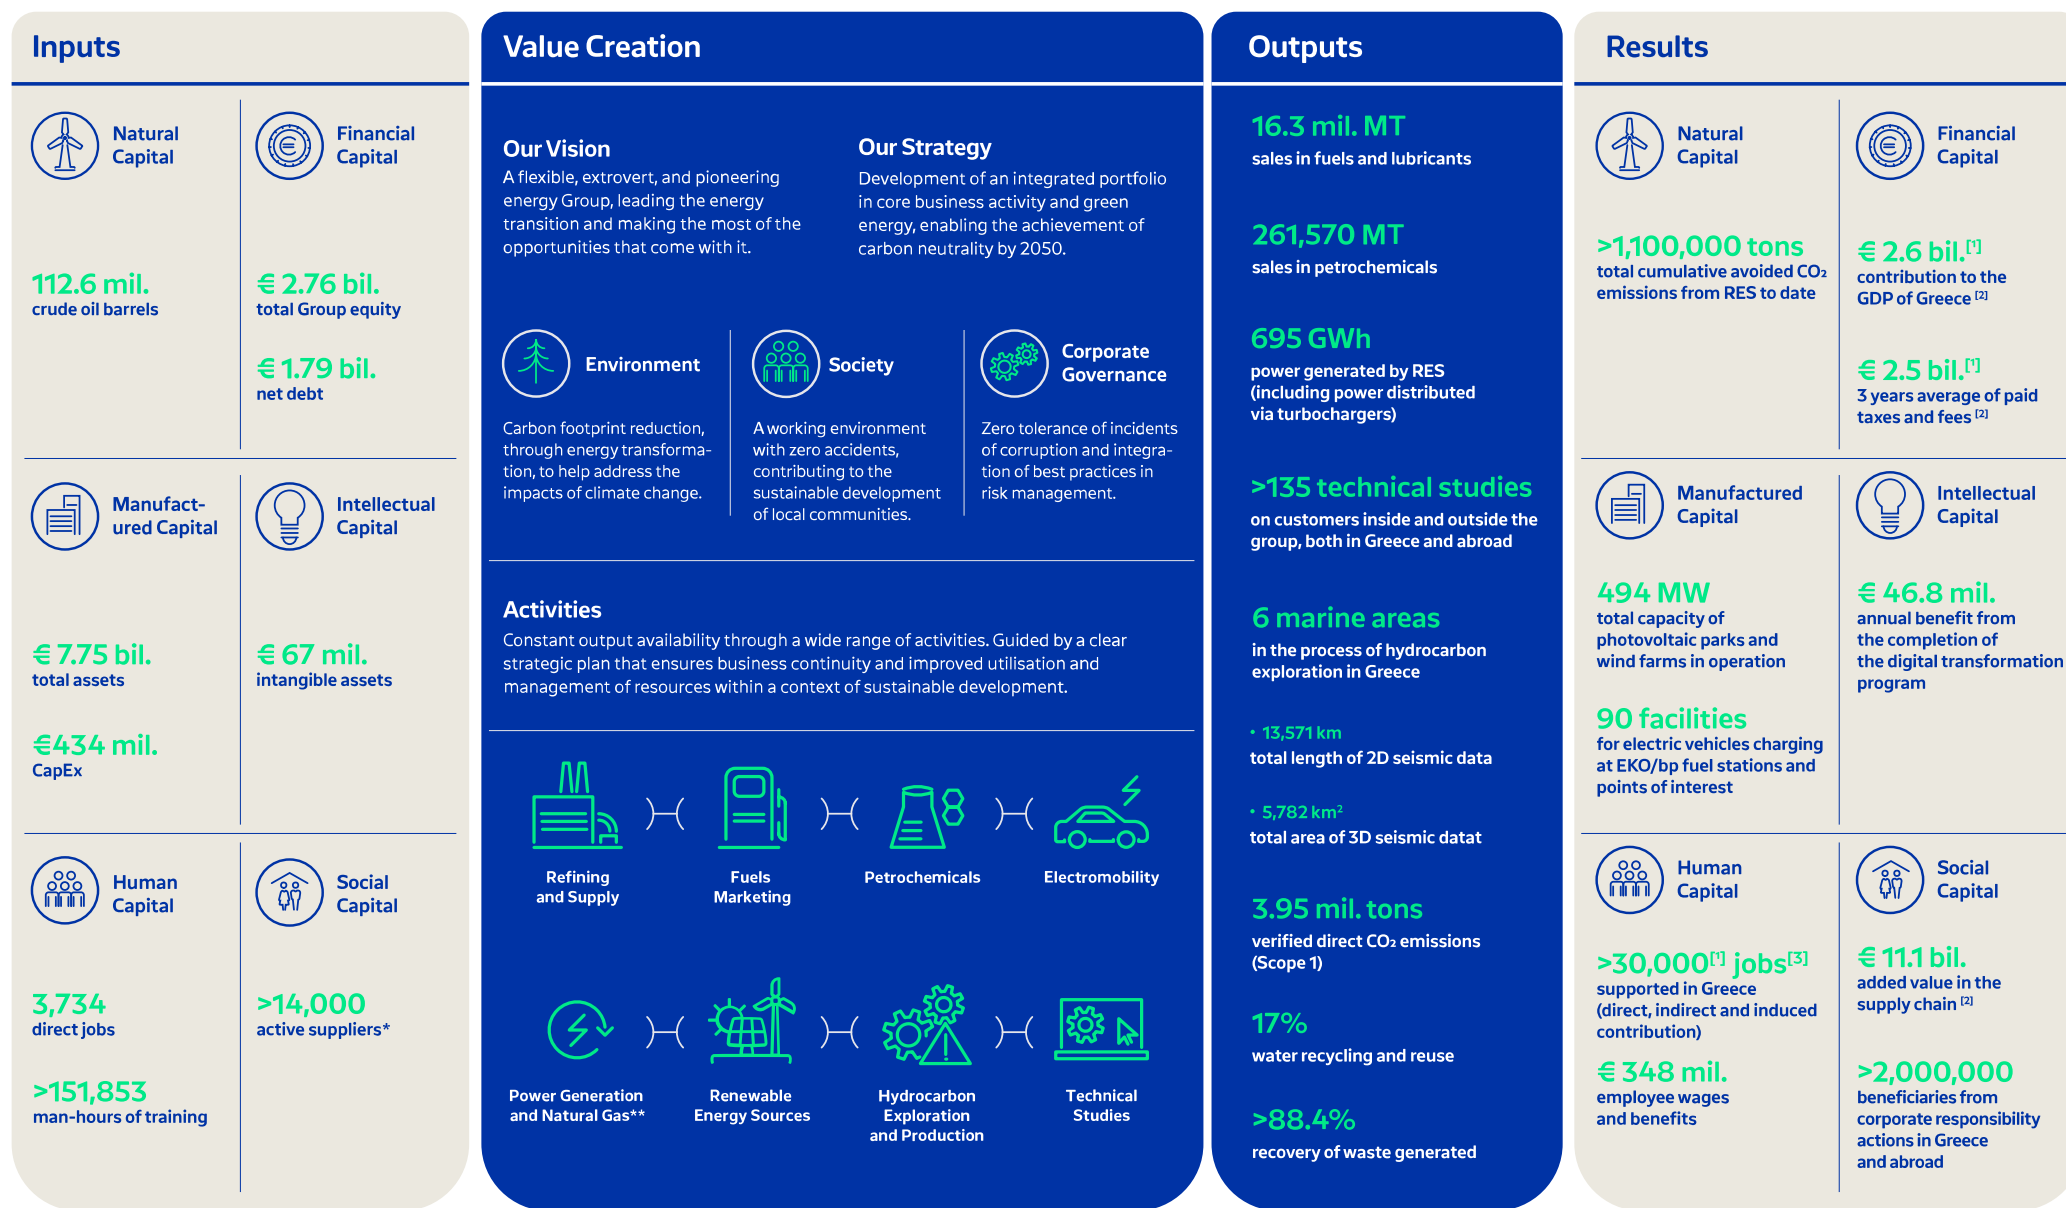 Inputs
Natural
Capital
112.6 mil.
crude oil barrels
Financial
Capital
€ 2.76 bil.
total Group equity
€ 1.79 bil.
net debt
Manufact-
ured Capital
€ 7.75 bil.
total assets
€434 mil.
CapEx
Intellectual
Capital
€ 67 mil.
intangible assets
Human
Capital
3,734
direct jobs
>151,853
man-hours of training
Social
Capital
>14,000
active suppliers*
Value Creation
Our Vision
A flexible, extrovert, and pioneering
energy Group, leading the energy
transition and making the most of the
opportunities that come with it.
Our Strategy
Development of an integrated portfolio
in core business activity and green
energy, enabling the achievement of
carbon neutrality by 2050.
Environment
Carbon footprint reduction,
through energy transforma-
tion, to help address the
impacts of climate change.
Society
A working environment
with zero accidents,
contributing to the
sustainable development
of local communities.
Corporate
Governance
Zero tolerance of incidents
of corruption and integra-
tion of best practices in
risk management.
Activities
Constant output availability through a wide range of activities. Guided by a clear
strategic plan that ensures business continuity and improved utilisation and
management of resources within a context of sustainable development.
Refining
and Supply
Fuels
Marketing
Petrochemicals
Electromobility
Power Generation
and Natural Gas**
Renewable
Energy Sources
Hydrocarbon
Exploration
and Production
Technical
Studies
Outputs
16.3 mil. MT
sales in fuels and lubricants
261,570 MT
sales in petrochemicals
695 GWh
power generated by RES
(including power distributed
via turbochargers)
>135 technical studies
on customers inside and outside the
group, both in Greece and abroad
6 marine areas
in the process of hydrocarbon
exploration in Greece
• 13,571 km
total length of 2D seismic data
• 5,782 km²
total area of 3D seismic datat
3.95 mil. tons
verified direct CO₂ emissions
(Scope 1)
17%
water recycling and reuse
>88.4%
recovery of waste generated
Results
Natural
Capital
>1,100,000 tons
total cumulative avoided CO₂
emissions from RES to date
Financial
Capital
€ 2.6 bil.[1]
contribution to the
GDP of Greece [2]
€ 2.5 bil.[1]
3 years average of paid
taxes and fees [2]
Manufactured
Capital
494 MW
total capacity of
photovoltaic parks and
wind farms in operation
90 facilities
for electric vehicles charging
at EKO/bp fuel stations and
points of interest
Intellectual
Capital
€ 46.8 mil.
annual benefit from
the completion of
the digital transformation
program
Human
Capital
>30,000[1] jobs[3]
supported in Greece
(direct, indirect and induced
contribution)
€ 348 mil.
employee wages
and benefits
Social
Capital
€ 11.1 bil.
added value in the
supply chain [2]
>2,000,000
beneficiaries from
corporate responsibility
actions in Greece
and abroad